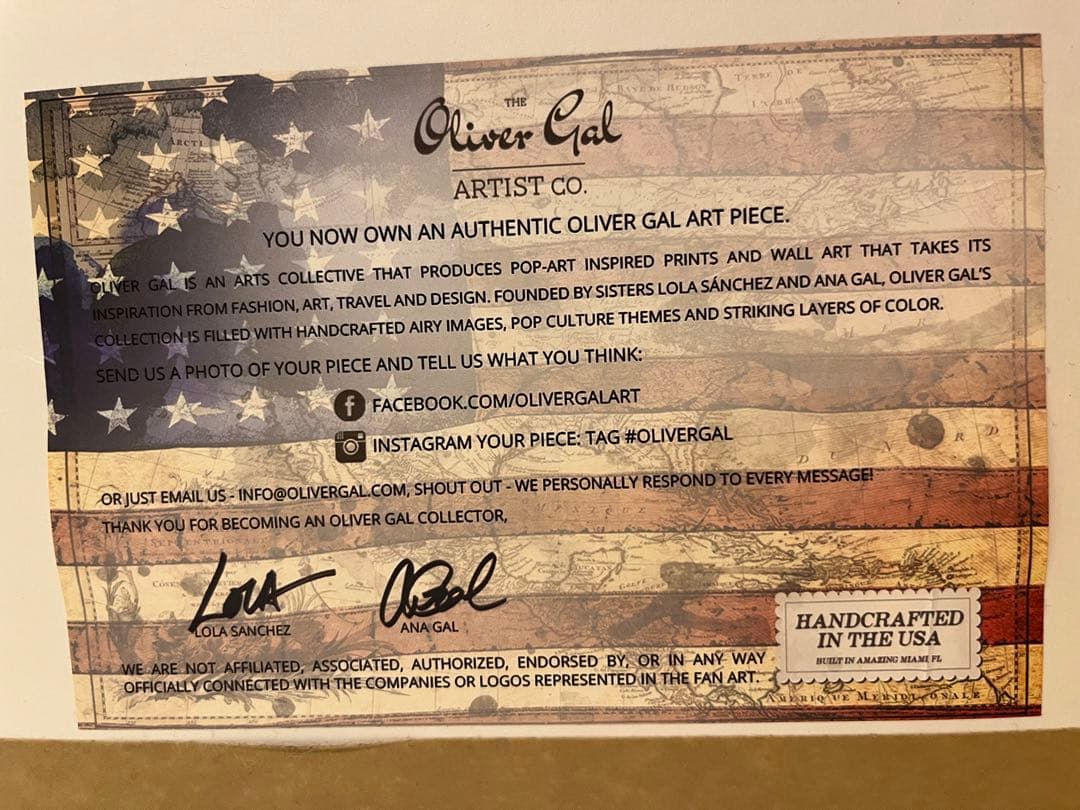 THE
Oliver Gal
ARTIST CO.
YOU NOW OWN AN AUTHENTIC OLIVER GAL ART PIECE.
OLIVER GAL IS AN ARTS COLLECTIVE THAT PRODUCES POP-ART INSPIRED PRINTS AND WALL ART THAT TAKES ITS
INSPIRATION FROM FASHION, ART, TRAVEL AND DESIGN. FOUNDED BY SISTERS LOLA SÁNCHEZ AND ANA GAL, OLIVER GAL'S
COLLECTION IS FILLED WITH HANDCRAFTED AIRY IMAGES, POP CULTURE THEMES AND STRIKING LAYERS OF COLOR.
SEND US A PHOTO OF YOUR PIECE AND TELL US WHAT YOU THINK:
f FACEBOOK.COM/OLIVERGALART
INSTAGRAM YOUR PIECE: TAG #OLIVERGAL
OR JUST EMAIL US - INFO@OLIVERGAL.COM, SHOUT OUT - WE PERSONALLY RESPOND TO EVERY MESSAGE!
THANK YOU FOR BECOMING AN OLIVER GAL COLLECTOR,
LOLA
LOLA SANCHEZ
ANA GAL
HANDCRAFTED
IN THE USA
BUILT IN AMAZING MIAMI FL
WE ARE NOT AFFILIATED, ASSOCIATED, AUTHORIZED, ENDORSED BY, OR IN ANY WAY
OFFICIALLY CONNECTED WITH THE COMPANIES OR LOGOS REPRESENTED IN THE FAN ART.
AMERIQUE MERIDIONALE